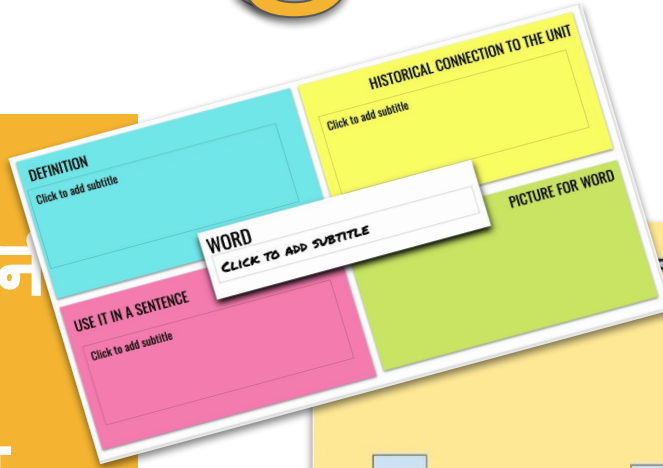 HISTORICAL CONNECTION TO THE UNIT
Click to add subtitle
DEFINITION
Click to add subtitle
PICTURE FOR WORD
WORD
CLICK TO ADD SUBTITLE
USE IT IN A SENTENCE
Click to add subtitle